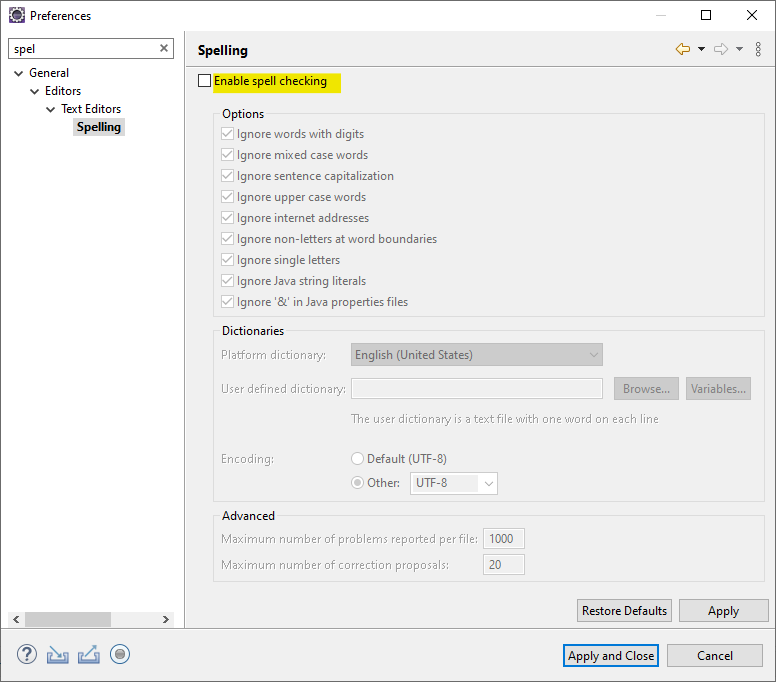 Preferences
spel
General
Editors
Text Editors
Spelling
Spelling
Enable spell checking
Options
Ignore words with digits
Ignore mixed case words
Ignore sentence capitalization
Ignore upper case words
Ignore internet addresses
Ignore non-letters at word boundaries
Ignore single letters
Ignore Java string literals
Ignore '&' in Java properties files
Dictionaries
Platform dictionary: English (United States)
User defined dictionary: Browse... Variables...
The user dictionary is a text file with one word on each line
Encoding: Default (UTF-8)
Other: UTF-8
Advanced
Maximum number of problems reported per file: 1000
Maximum number of correction proposals: 20
Restore Defaults Apply
? Apply and Close Cancel